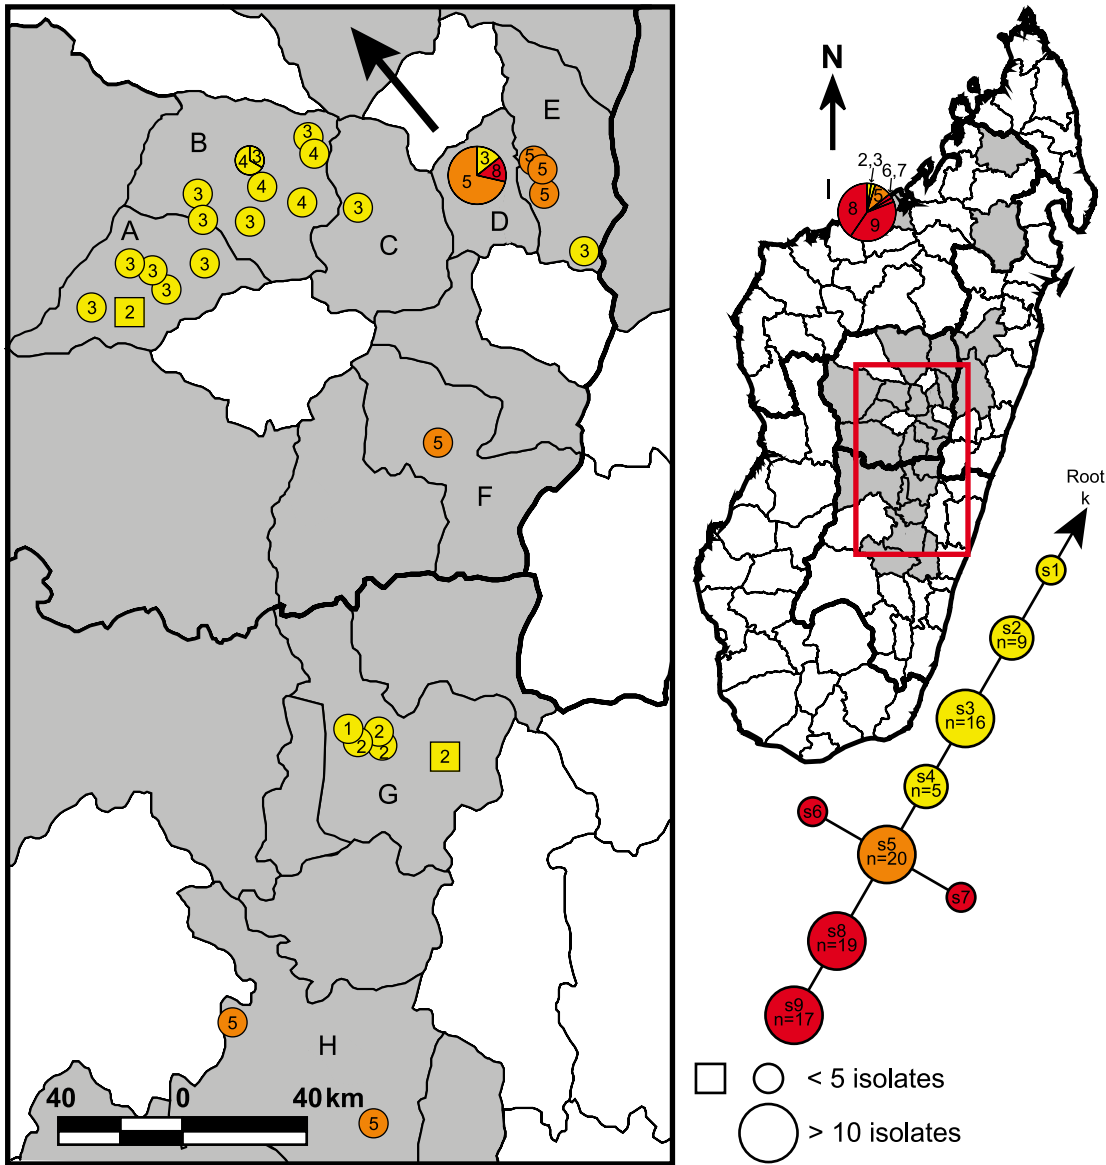 B
3
4
4
3
3
4
4
3
3
3
A
3
3
3
3
3
2
C
3
D
5
3
8
E
5
5
5
3
5
F
1
2
2
2
2
G
5
H
5
40 0 40 km
N
I
2,3
6,7
5
8
9
Root
k
s1
s2
n=9
s3
n=16
s4
n=5
s6
s5
n=20
s7
s8
n=19
s9
n=17
< 5 isolates
> 10 isolates